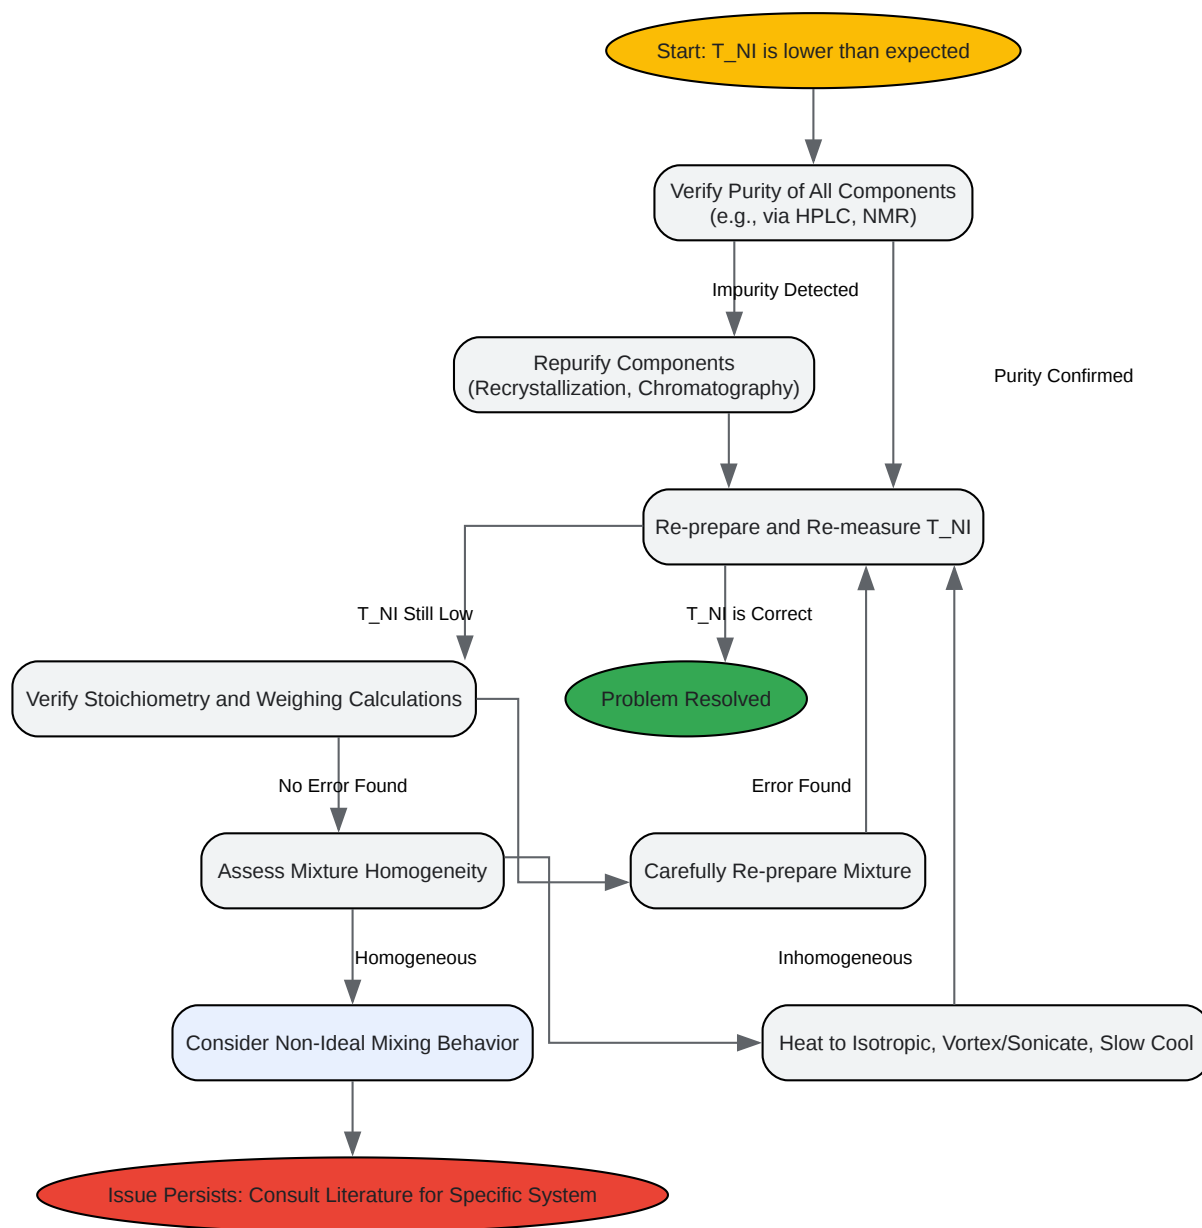 Start: T_NI is lower than expected
Verify Purity of All Components
(e.g., via HPLC, NMR)
Impurity Detected
Repurify Components
(Recrystallization, Chromatography)
Purity Confirmed
Re-prepare and Re-measure T_NI
T_NI Still Low
T_NI is Correct
Verify Stoichiometry and Weighing Calculations
Problem Resolved
No Error Found
Error Found
Assess Mixture Homogeneity
Carefully Re-prepare Mixture
Homogeneous
Inhomogeneous
Consider Non-Ideal Mixing Behavior
Heat to Isotropic, Vortex/Sonicate, Slow Cool
Issue Persists: Consult Literature for Specific System